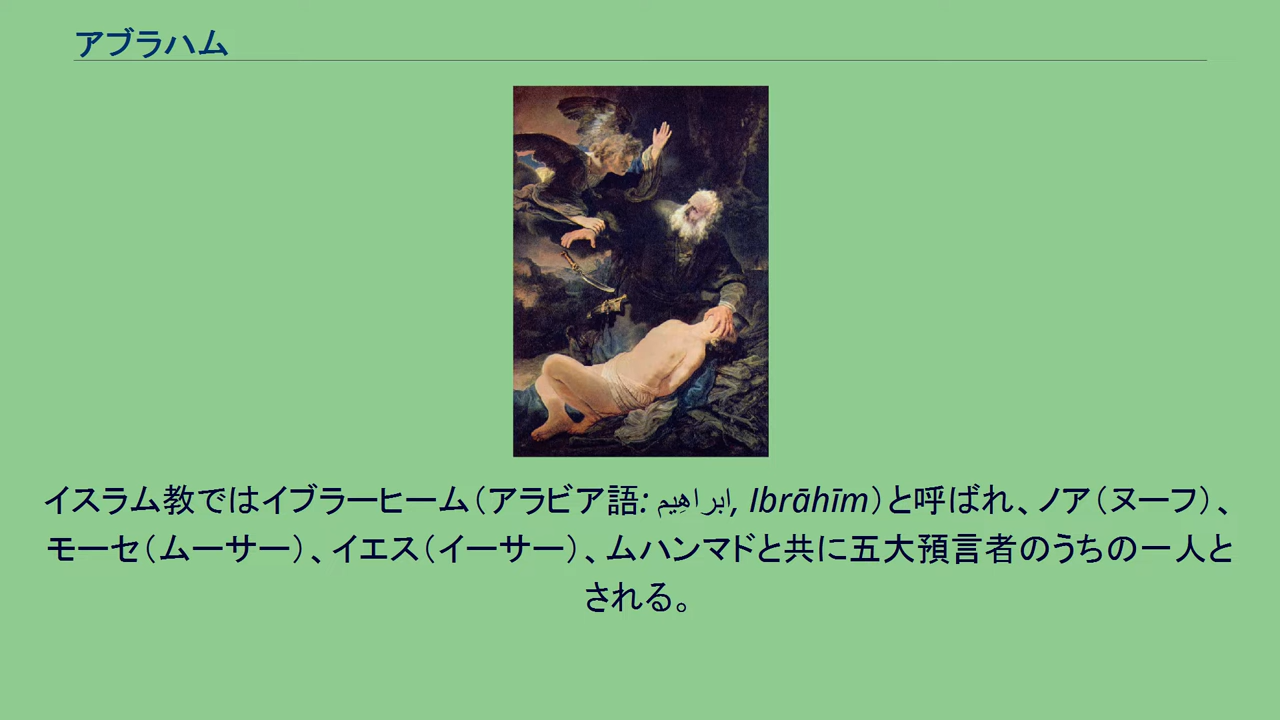 アブラハム
イスラム教ではイブラーヒーム（アラビア語: ابراهِيم, Ibrāhīm）と呼ばれ、ノア（ヌーフ）、
モーセ（ムーサー）、イエス（イーサー）、ムハンマドと共に五大預言者のうちの一人と
される。